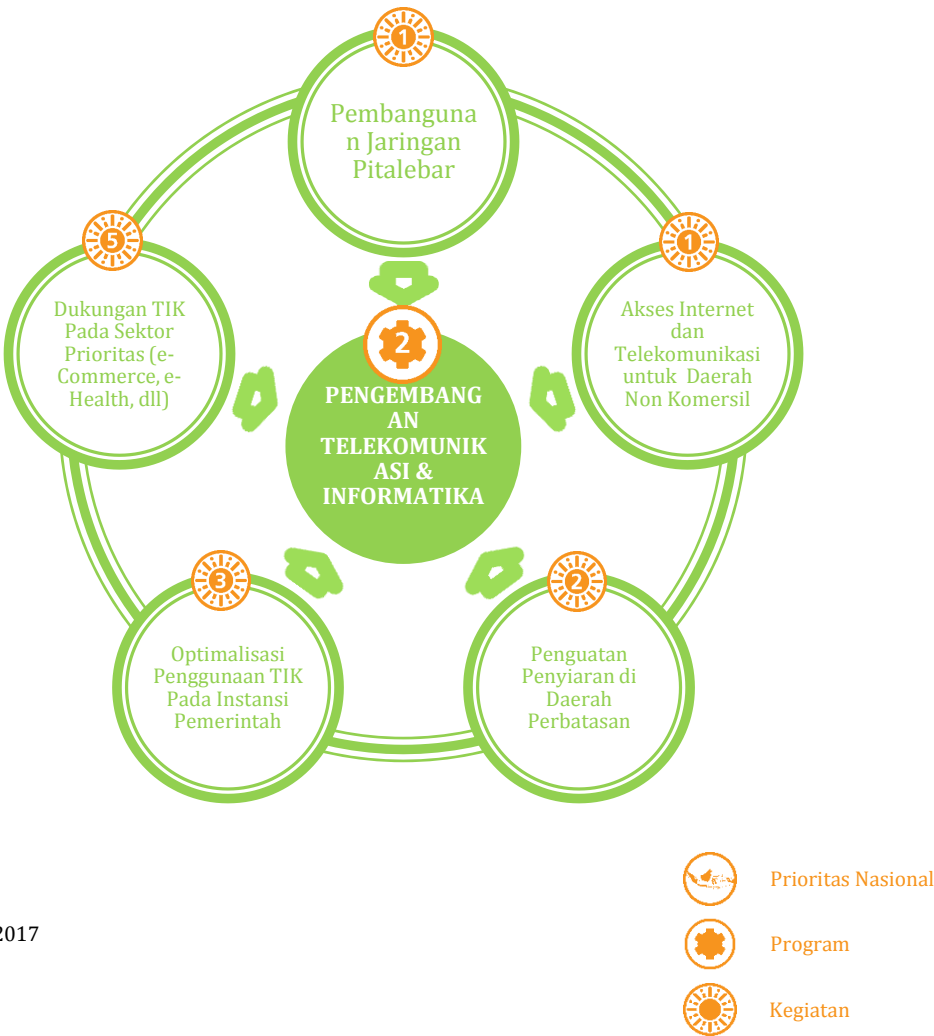 1
Pembanguna
n Jaringan
Pitalebar
1
Akses Internet
dan
Telekomunikasi
untuk Daerah
Non Komersil
2
Penguatan
Penyiaran di
Daerah
Perbatasan
3
Optimalisasi
Penggunaan TIK
Pada Instansi
Pemerintah
5
Dukungan TIK
Pada Sektor
Prioritas (e-
Commerce, e-
Health, dll)
2
PENGEMBANG
AN
TELEKOMUNIK
ASI &
INFORMATIKA
Prioritas Nasional
2017
Program
Kegiatan